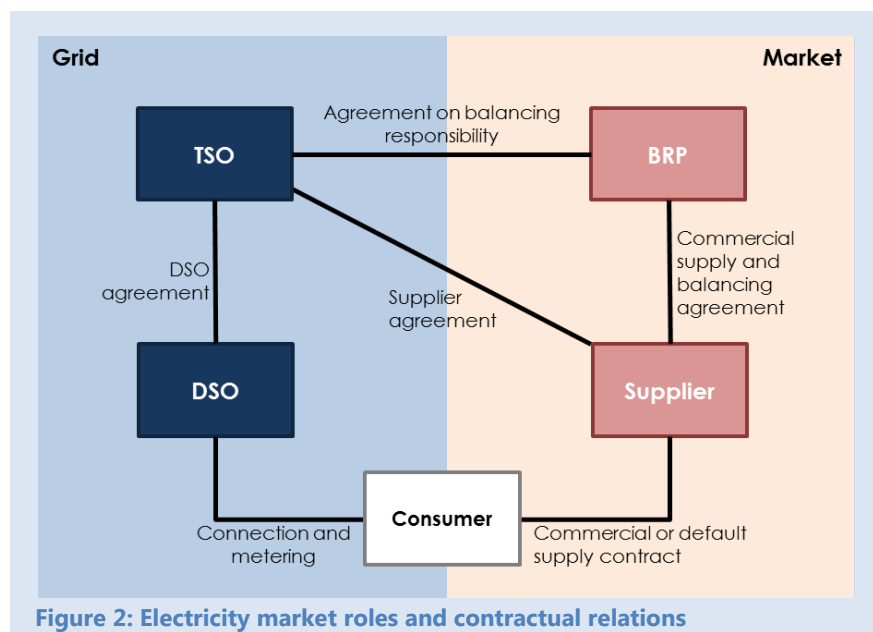 Grid
Market
Agreement on balancing
responsibility
TSO
BRP
DSO
agreement
Supplier
agreement
Commercial
supply and
balancing
agreement
DSO
Supplier
Consumer
Connection and
metering
Commercial or default
supply contract
Figure 2: Electricity market roles and contractual relations